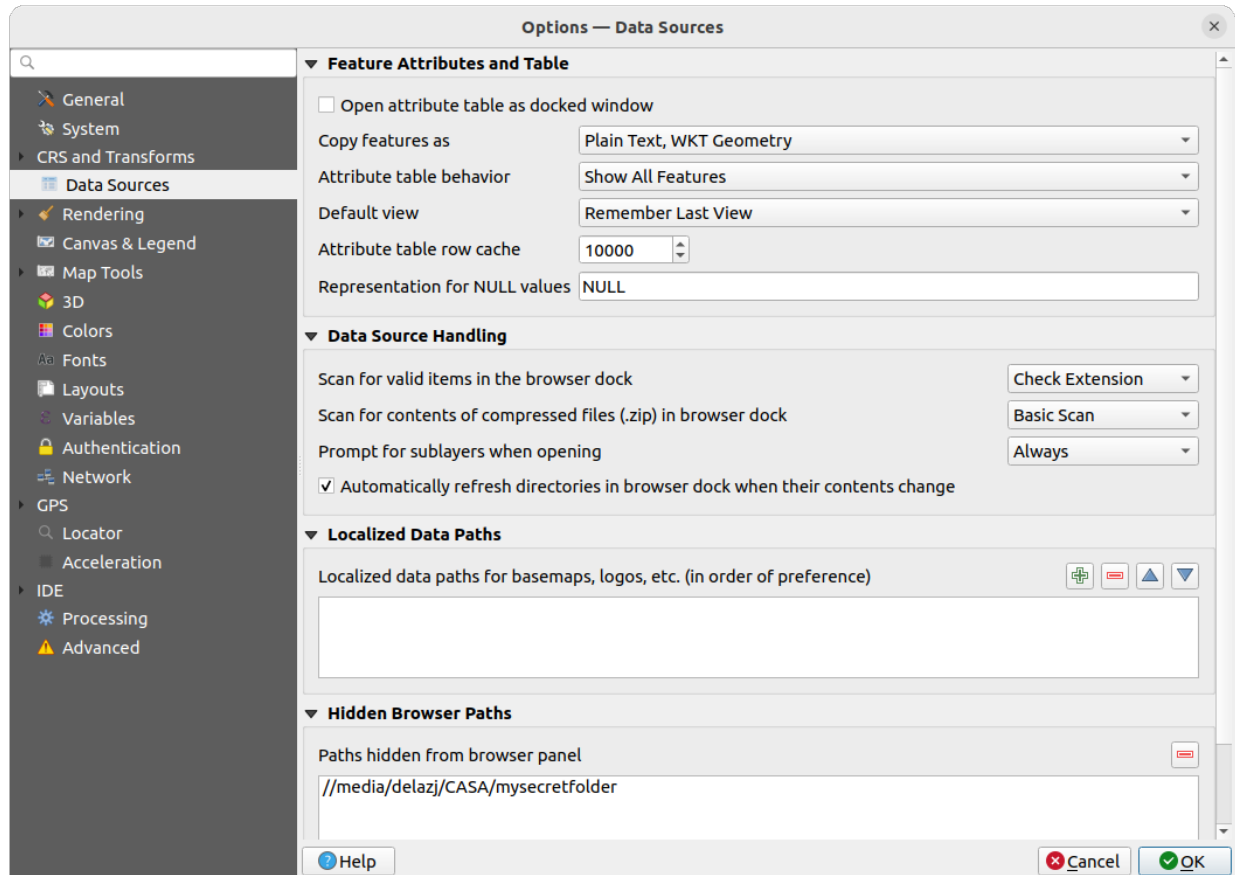 Options — Data Sources
General
System
CRS and Transforms
Data Sources
Rendering
Canvas & Legend
Map Tools
3D
Colors
Aa Fonts
Layouts
ε Variables
Authentication
Network
GPS
Locator
Acceleration
IDE
Processing
Advanced
Feature Attributes and Table
Open attribute table as docked window
Copy features as Plain Text, WKT Geometry
Attribute table behavior Show All Features
Default view Remember Last View
Attribute table row cache 10000
Representation for NULL values NULL
Data Source Handling
Scan for valid items in the browser dock Check Extension
Scan for contents of compressed files (.zip) in browser dock Basic Scan
Prompt for sublayers when opening Always
Automatically refresh directories in browser dock when their contents change
Localized Data Paths
Localized data paths for basemaps, logos, etc. (in order of preference)
Hidden Browser Paths
Paths hidden from browser panel
//media/delazj/CASA/mysecretfolder
? Help
Cancel
OK